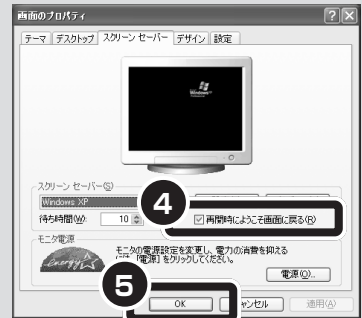 画面のプロパティ
テーマ デスクトップ スクリーン セーバー デザイン 設定
Windows xp
スクリーン セーバー(S)
Windows XP
待ち時間(W): 10
4
再開時にようこそ画面に戻る(R)
モニタ電源
energy
モニタの電源設定を変更し、電力の消費を抑える
には、[電源] をクリックしてください。
電源(O)...
5
OK キャンセル 適用(A)